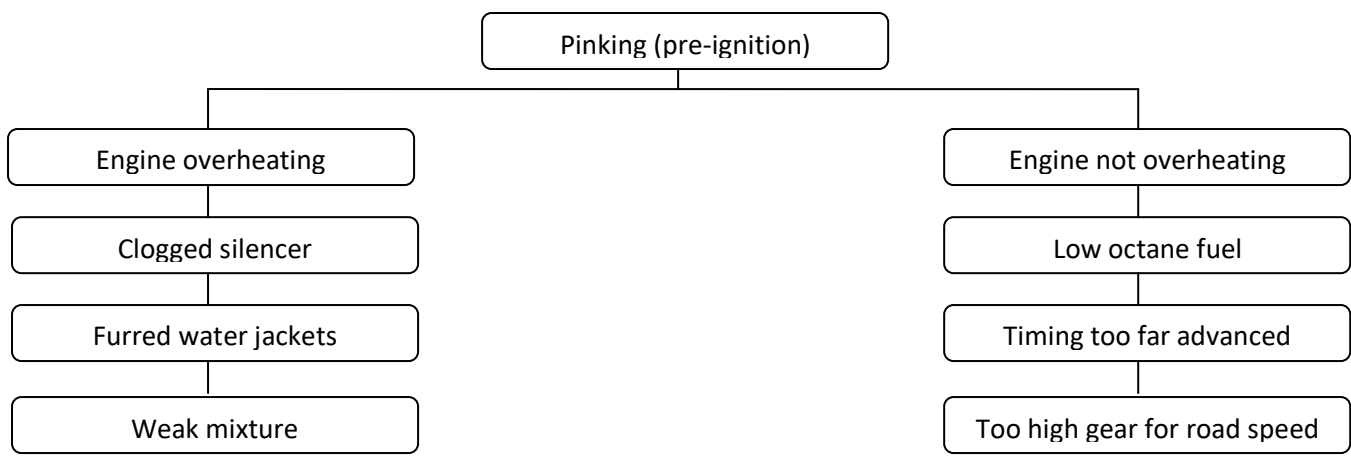 Pinking (pre-ignition)
Engine overheating
Engine not overheating
Clogged silencer
Low octane fuel
Furred water jackets
Timing too far advanced
Weak mixture
Too high gear for road speed